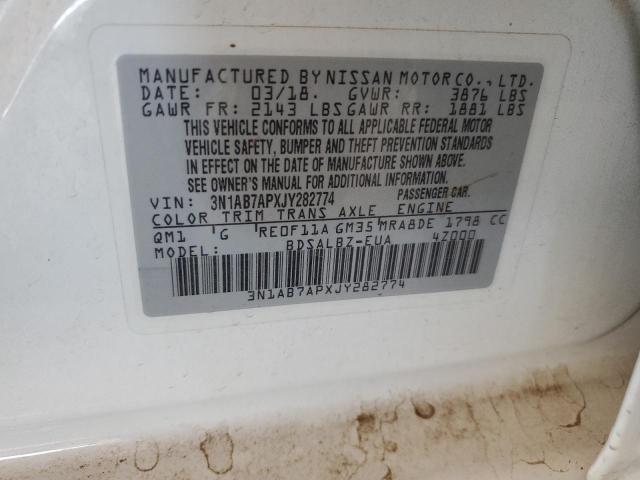 MANUFACTURED BY NISSAN MOTOR CO., LTD.
DATE: 03/18. GVWR: 3876 LBS
GAWR FR: 2143 LBS GAWR RR: 1881 LBS
THIS VEHICLE CONFORMS TO ALL APPLICABLE FEDERAL MOTOR
VEHICLE SAFETY, BUMPER AND THEFT PREVENTION STANDARDS
IN EFFECT ON THE DATE OF MANUFACTURE SHOWN ABOVE.
SEE OWNER'S MANUAL FOR ADDITIONAL INFORMATION.
VIN: 3N1AB7APXJY282774 PASSENGER CAR.
COLOR TRIM TRANS AXLE ENGINE
QM1 G RE0F11A GM35 MRA8DE 1798 CC
MODEL: BDSALBZ-EUA 4Z000
3N1AB7APXJY282774